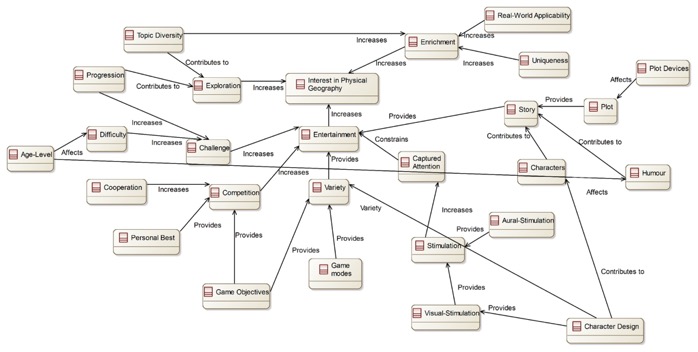 Real-World Applicability
Topic Diversity
Increases
Enrichment
Increases
Contributes to
Increases
Increases
Uniqueness
Plot Devices
Progression
Contributes to
Exploration
Increases
Interest in Physical
Geography
Affects
Increases
Provides
Story
Provides
Plot
Difficulty
Increases
Increases
Entertainment
Constrains
Contributes to
Contributes to
Age-Level
Affects
Challenge
Increases
Provides
Captured
Attention
Characters
Humour
Cooperation
Increases
Competition
Increases
Variety
Variety
Affects
Increases
Aural-Stimulation
Personal Best
Provides
Provides
Provides
Provides
Stimulation
Provides
Game
modes
Provides
Contributes to
Game Objectives
Visual-Stimulation
Provides
Character Design